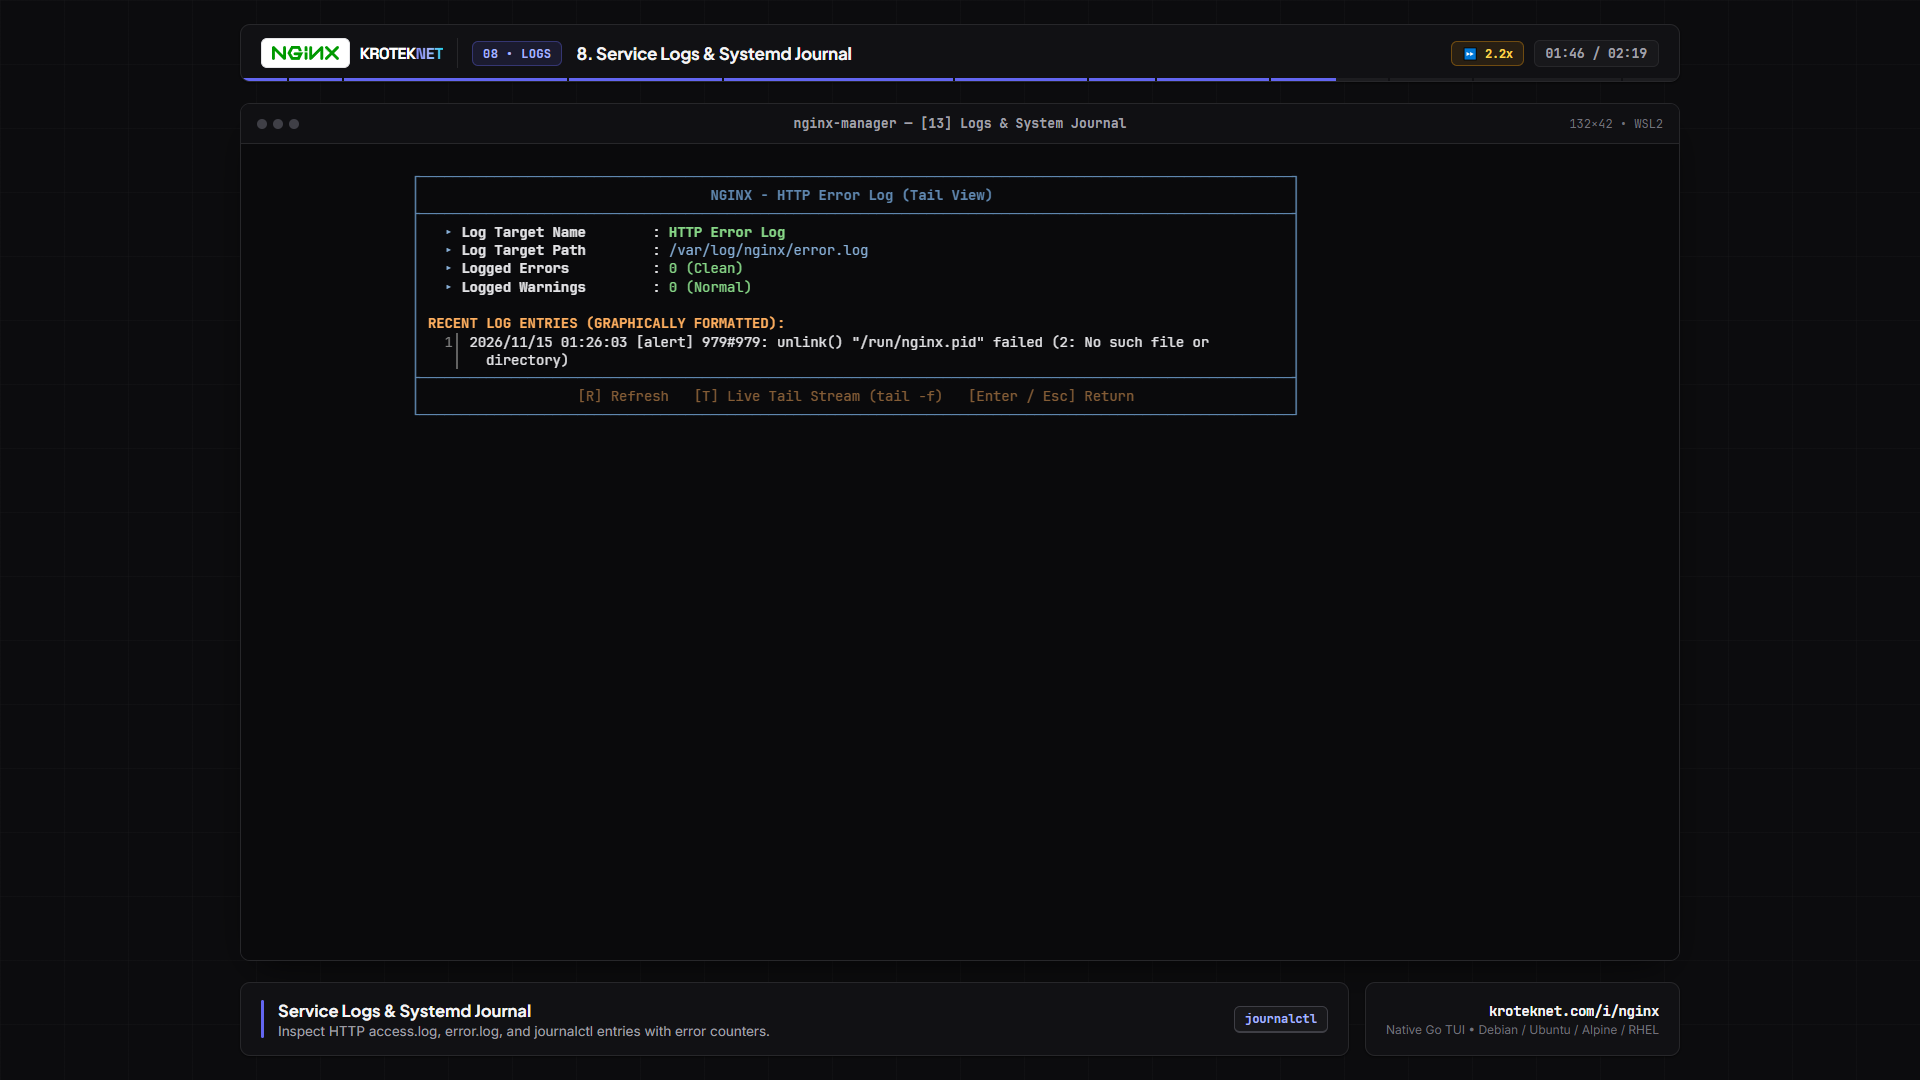 NGINX KROTEKNET 08 • LOGS 8. Service Logs & Systemd Journal ⏩ 2.2x 01:46 / 02:19
nginx-manager — [13] Logs & System Journal 132×42 • WSL2
NGINX - HTTP Error Log (Tail View)
▸ Log Target Name : HTTP Error Log
▸ Log Target Path : /var/log/nginx/error.log
▸ Logged Errors : 0 (Clean)
▸ Logged Warnings : 0 (Normal)
RECENT LOG ENTRIES (GRAPHICALLY FORMATTED):
1│ 2026/11/15 01:26:03 [alert] 979#979: unlink() "/run/nginx.pid" failed (2: No such file or
directory)
[R] Refresh [T] Live Tail Stream (tail -f) [Enter / Esc] Return
Service Logs & Systemd Journal
Inspect HTTP access.log, error.log, and journalctl entries with error counters.
journalctl
kroteknet.com/i/nginx
Native Go TUI • Debian / Ubuntu / Alpine / RHEL